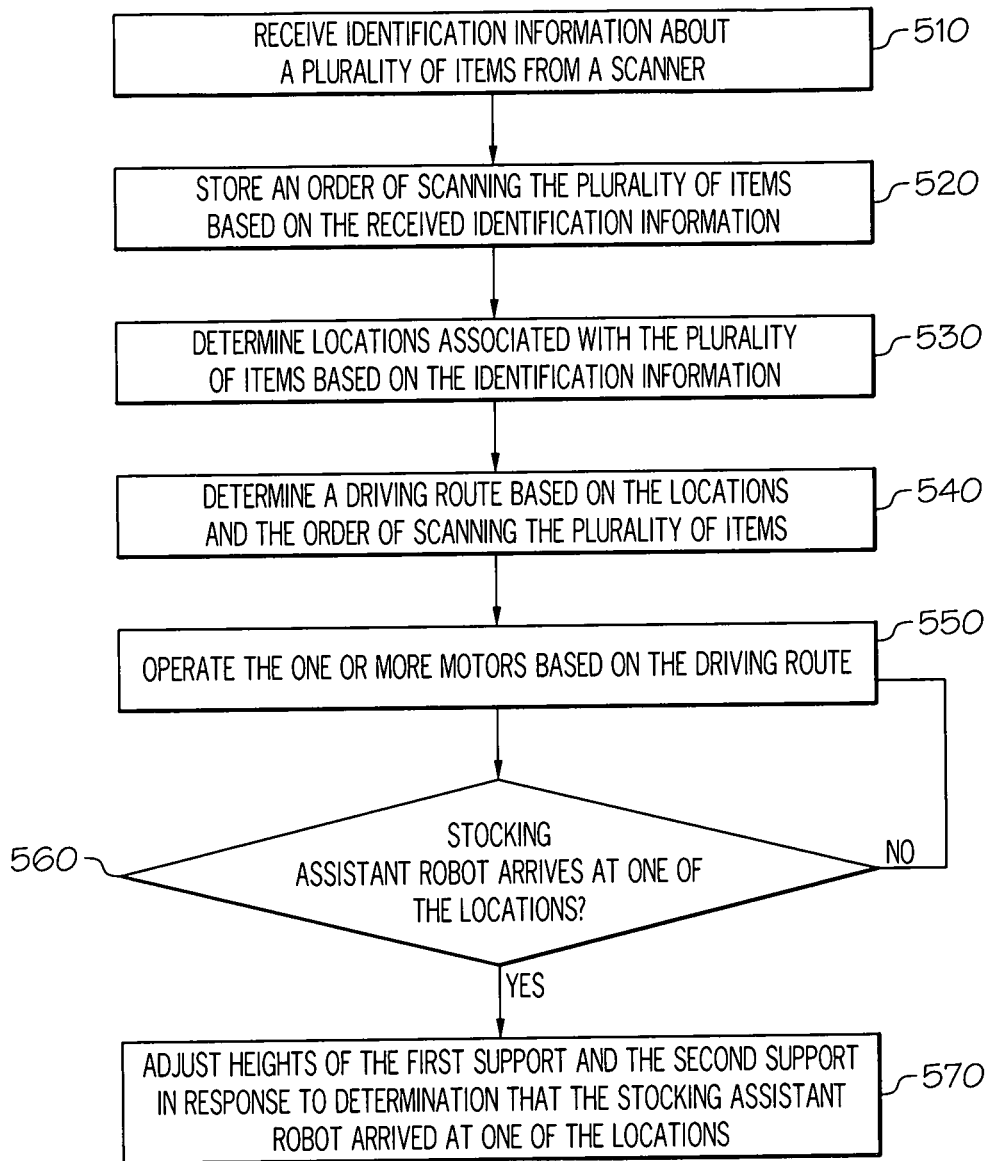 RECEIVE IDENTIFICATION INFORMATION ABOUT
A PLURALITY OF ITEMS FROM A SCANNER
510
STORE AN ORDER OF SCANNING THE PLURALITY OF ITEMS
BASED ON THE RECEIVED IDENTIFICATION INFORMATION
520
DETERMINE LOCATIONS ASSOCIATED WITH THE PLURALITY
OF ITEMS BASED ON THE IDENTIFICATION INFORMATION
530
DETERMINE A DRIVING ROUTE BASED ON THE LOCATIONS
AND THE ORDER OF SCANNING THE PLURALITY OF ITEMS
540
OPERATE THE ONE OR MORE MOTORS BASED ON THE DRIVING ROUTE
550
STOCKING
ASSISTANT ROBOT ARRIVES AT ONE OF
THE LOCATIONS?
560
NO
YES
ADJUST HEIGHTS OF THE FIRST SUPPORT AND THE SECOND SUPPORT
IN RESPONSE TO DETERMINATION THAT THE STOCKING ASSISTANT
ROBOT ARRIVED AT ONE OF THE LOCATIONS
570